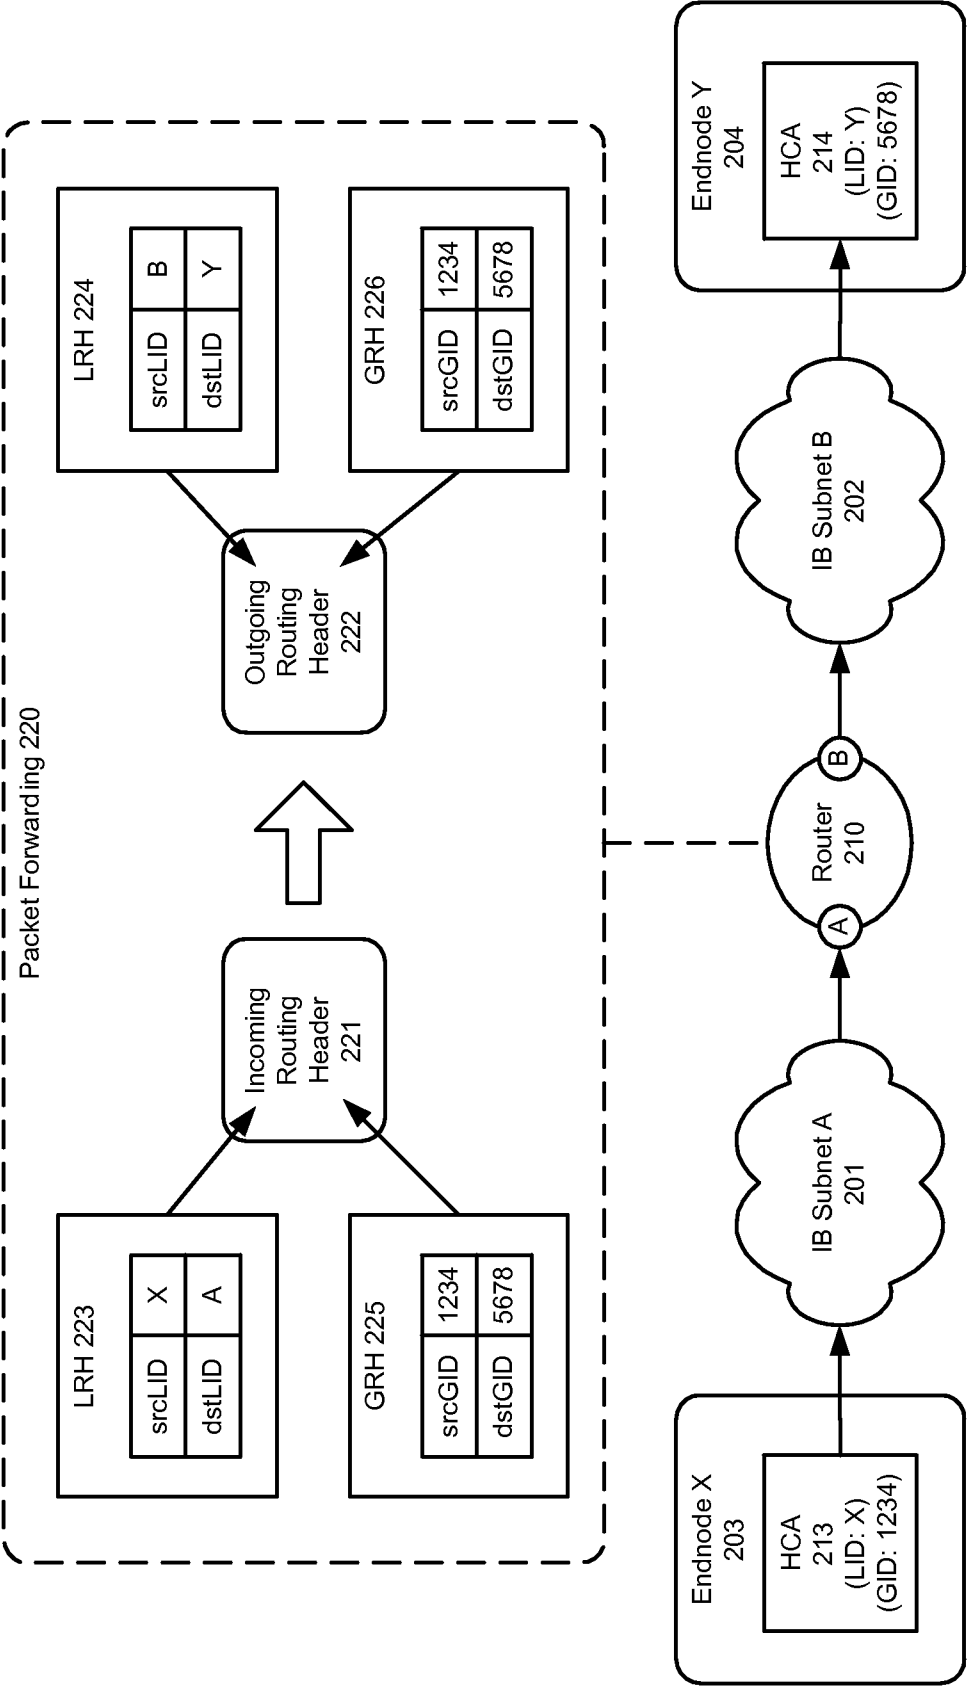 Packet Forwarding 220
LRH 223
srcLID X
dstLID A
GRH 225
srcGID 1234
dstGID 5678
Incoming
Routing
Header
221
Outgoing
Routing
Header
222
LRH 224
srcLID B
dstLID Y
GRH 226
srcGID 1234
dstGID 5678
Endnode X
203
HCA
213
(LID: X)
(GID: 1234)
IB Subnet A
201
A
Router
210
B
IB Subnet B
202
Endnode Y
204
HCA
214
(LID: Y)
(GID: 5678)